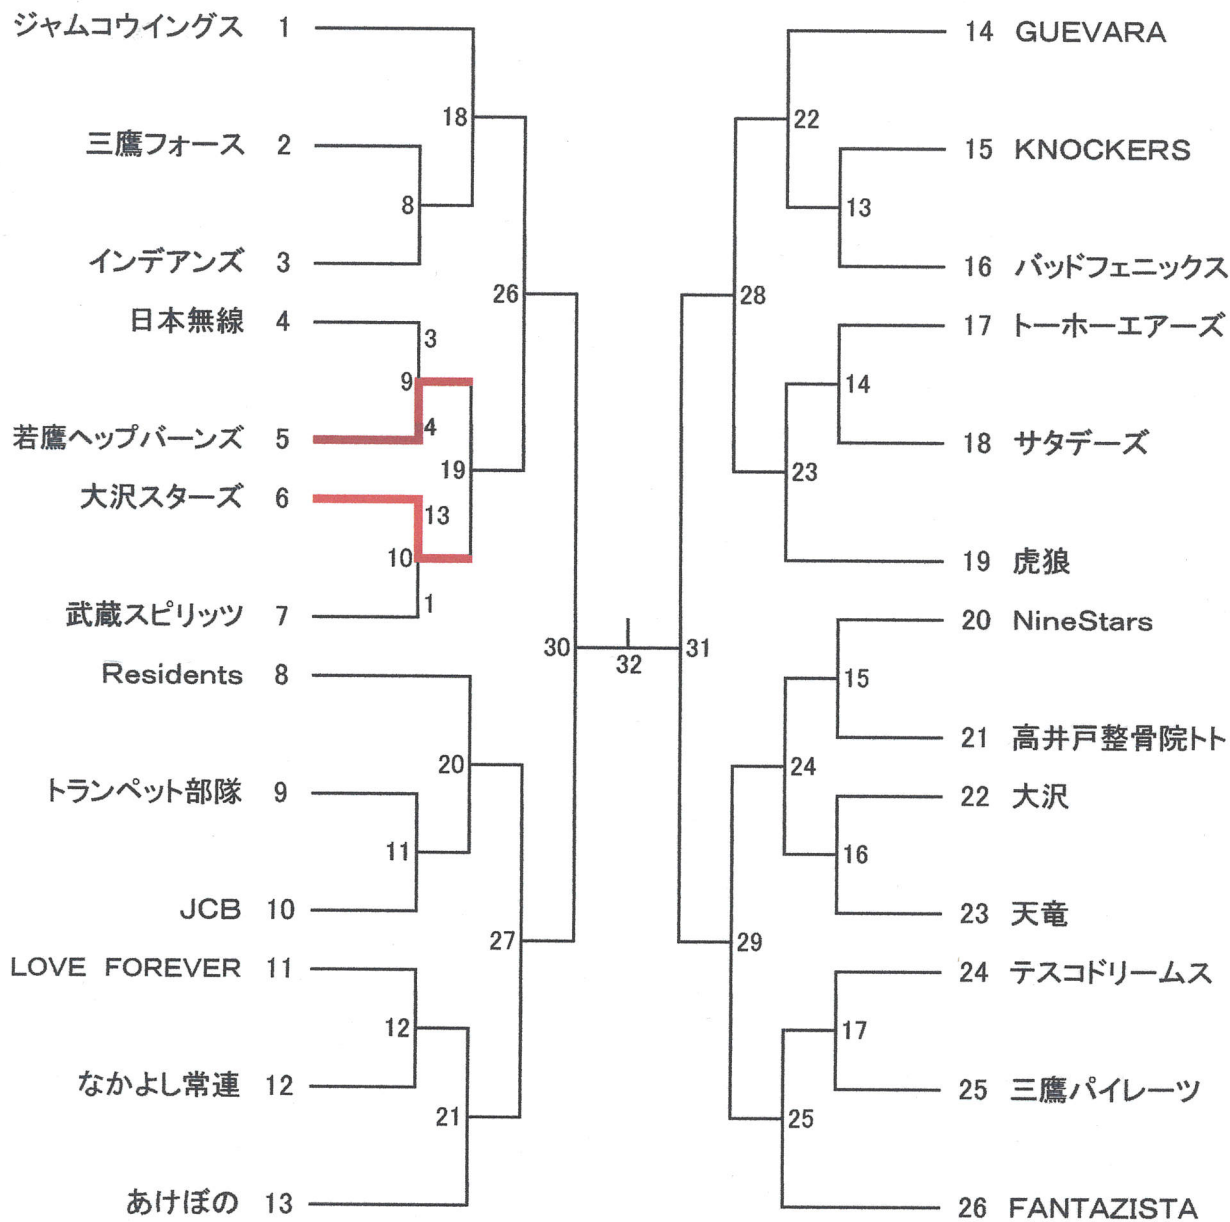 ジャムコウイングス 1
18
三鷹フォース 2
8
インデアンズ 3
26
日本無線 4
3
9
若鷹ヘップバーンズ 5
4
19
大沢スターズ 6
13
10
武蔵スピリッツ 7
1
30
Residents 8
20
トランペット部隊 9
11
JCB 10
27
LOVE FOREVER 11
12
なかよし常連 12
21
あけぼの 13
32
14 GUEVARA
22
15 KNOCKERS
13
16 バッドフェニックス
28
17 トーホーエアーズ
14
18 サタデーズ
23
19 虎狼
20 NineStars
31
15
21 高井戸整骨院トト
24
22 大沢
16
23 天竜
29
24 テスコドリームス
17
25 三鷹パイレーツ
25
26 FANTAZISTA